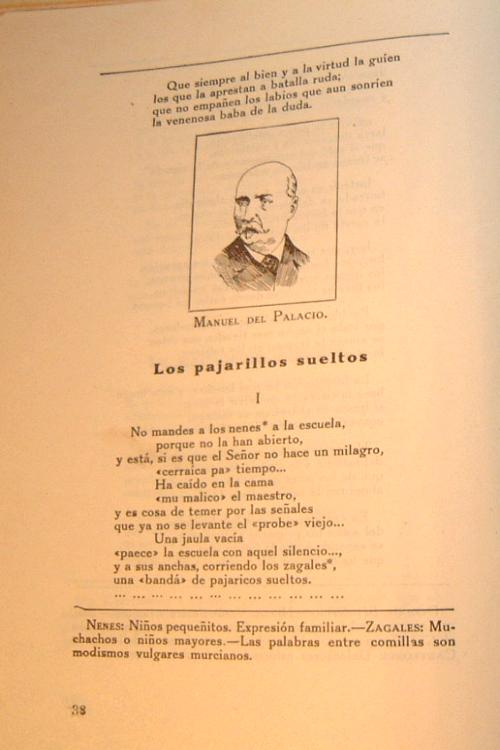 Que siempre al bien y a la virtud la guíen
los que la aprestan a batalla ruda;
que no empañen los labios que aun sonríen
la venenosa baba de la duda.
MANUEL DEL PALACIO.
Los pajarillos sueltos
I
No mandes a los nenes* a la escuela,
porque no la han abierto,
y está, si es que el Señor no hace un milagro,
«cerraica pa» tiempo...
Ha caído en la cama
«mu malico» el maestro,
y es cosa de temer por las señales
que ya no se levante el «probe» viejo...
Una jaula vacía
«paece» la escuela con aquel silencio...,
y a sus anchas, corriendo los zagales*,
una «bandá» de pajaricos sueltos.
... ... ... ... ... ... ... ... ... ... ... ...
NENES: Niños pequeñitos. Expresión familiar.—ZAGALES: Mu-
chachos o niños mayores.—Las palabras entre comillas son
modismos vulgares murcianos.
38